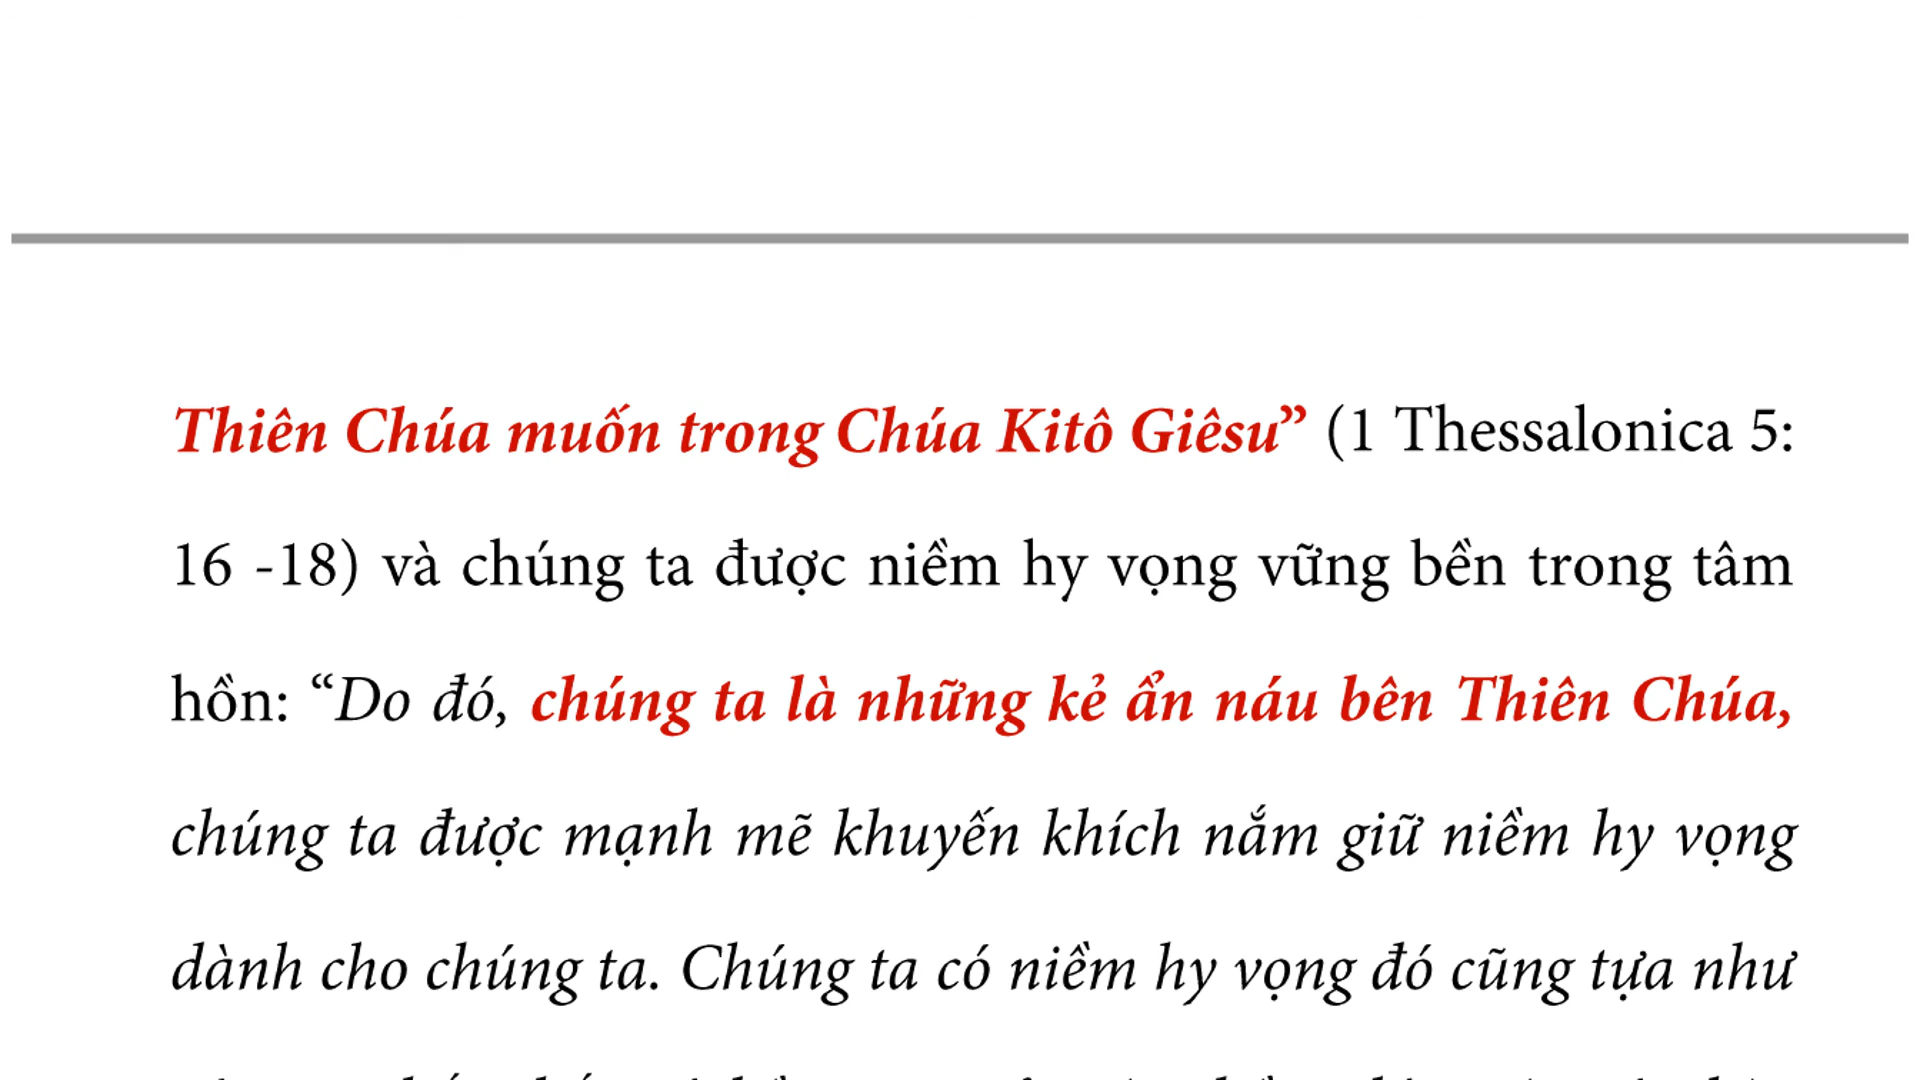 Thiên Chúa muốn trong Chúa Kitô Giêsu” (1 Thessalonica 5:
16 -18) và chúng ta được niềm hy vọng vững bền trong tâm
hồn: “Do đó, chúng ta là những kẻ ẩn náu bên Thiên Chúa,
chúng ta được mạnh mẽ khuyến khích nắm giữ niềm hy vọng
dành cho chúng ta. Chúng ta có niềm hy vọng đó cũng tựa như